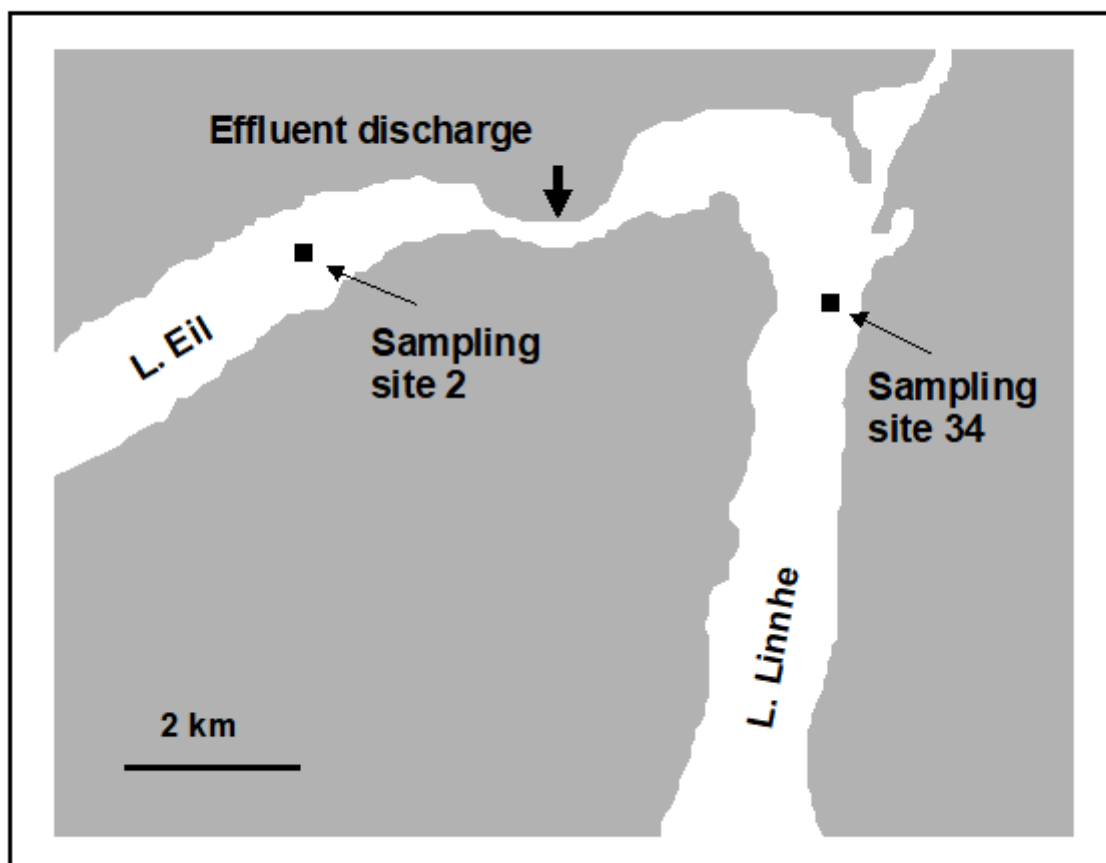 Effluent discharge
L. Eil
Sampling
site 2
Sampling
site 34
L. Linnhe
2 km